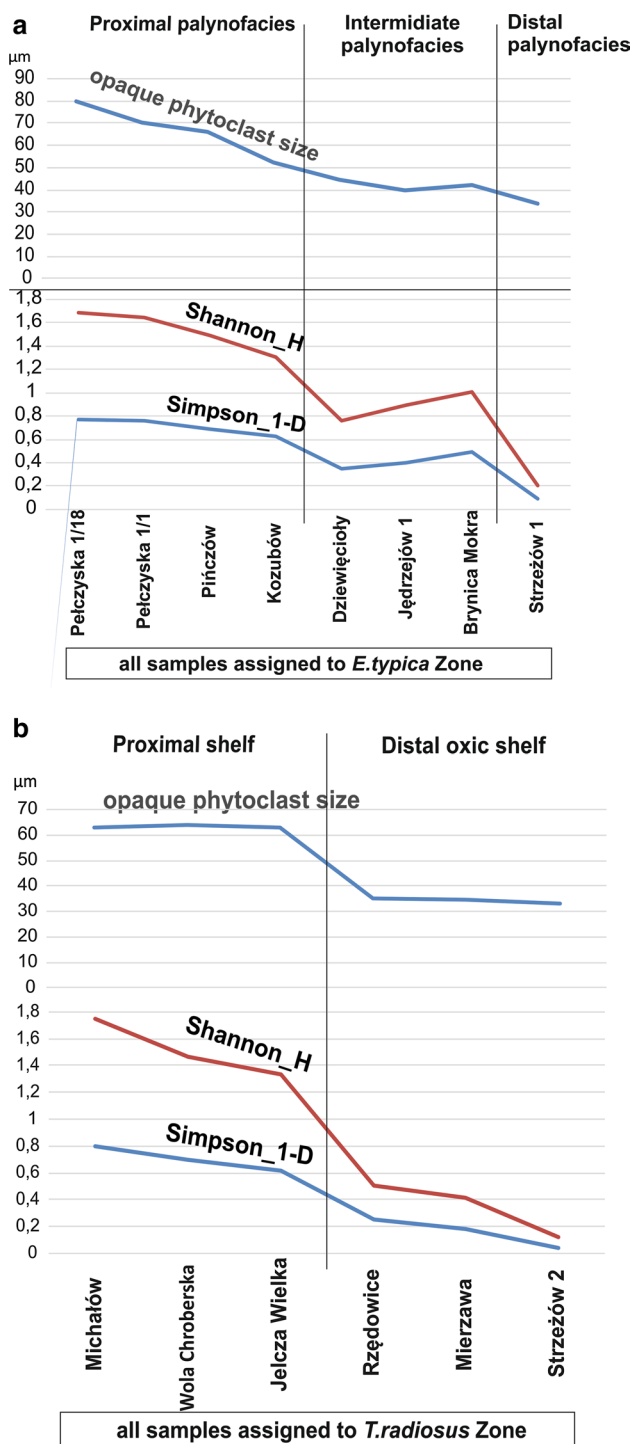 a
Proximal palynofacies
Intermidiate
palynofacies
Distal
palynofacies
µm
90
80
70
60
50
40
30
20
10
0
opaque phytoclast size
1,8
1,6
1,4
1,2
1
0,8
0,6
0,4
0,2
0
Shannon_H
Simpson_1-D
Pełczyska 1/18
Pełczyska 1/1
Pińczów
Kozubów
Dziewięcioły
Jędrzejów 1
Brynica Mokra
Strzeżów 1
all samples assigned to E.typica Zone
b
Proximal shelf
Distal oxic shelf
µm
70
60
50
40
30
20
10
0
opaque phytoclast size
1,8
1,6
1,4
1,2
1
0,8
0,6
0,4
0,2
0
Shannon_H
Simpson_1-D
Michałów
Wola Chroberska
Jelcza Wielka
Rzędowice
Mierzawa
Strzeżów 2
all samples assigned to T.radiosus Zone